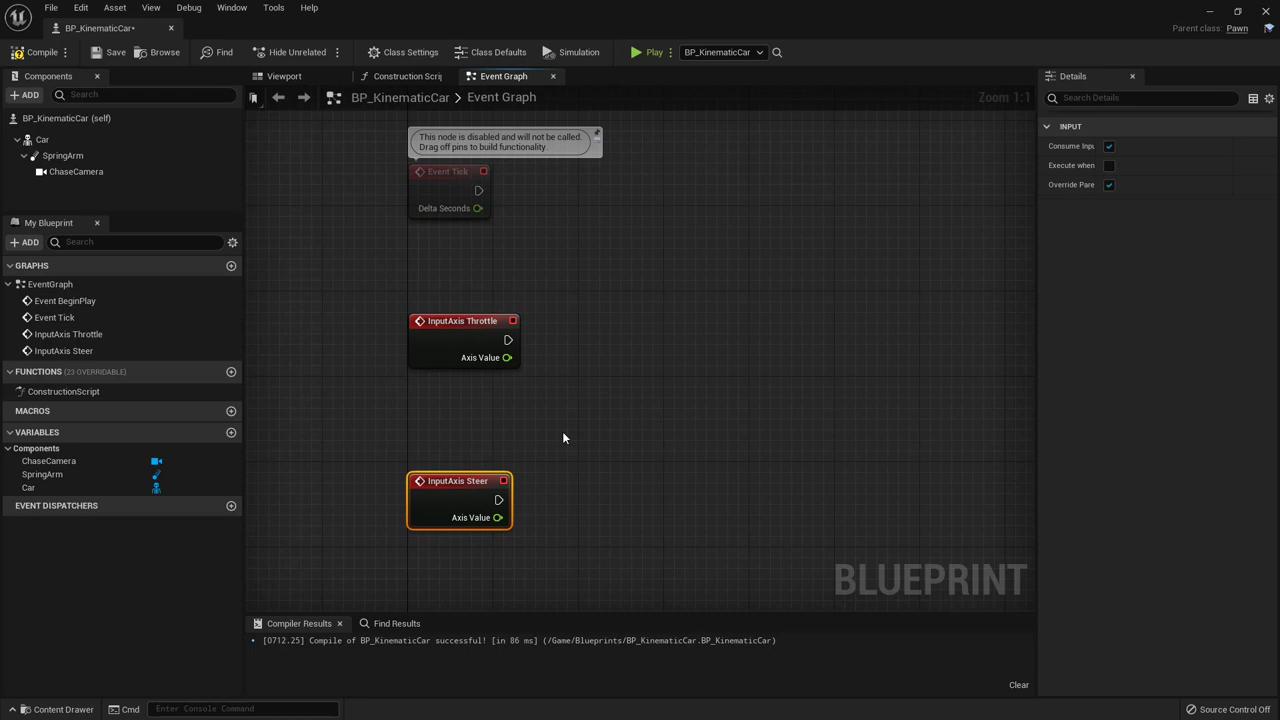 File Edit Asset View Debug Window Tools Help
BP_KinematicCar•
Parent class: Pawn
Compile Save Browse Find Hide Unrelated Class Settings Class Defaults Simulation Play BP_KinematicCar
Components
Viewport Construction Scrip Event Graph
Details
ADD Search
BP_KinematicCar > Event Graph
Zoom 1:1
Search Details
BP_KinematicCar (self)
Car
SpringArm
ChaseCamera
My Blueprint
ADD Search
GRAPHS
EventGraph
Event BeginPlay
Event Tick
InputAxis Throttle
InputAxis Steer
FUNCTIONS (23 OVERRIDABLE)
ConstructionScript
MACROS
VARIABLES
Components
ChaseCamera
SpringArm
Car
EVENT DISPATCHERS
This node is disabled and will not be called.
Drag off pins to build functionality.
Event Tick
Delta Seconds
InputAxis Throttle
Axis Value
InputAxis Steer
Axis Value
BLUEPRINT
INPUT
Consume Inpu
Execute when
Override Pare
Compiler Results Find Results
[0712.25] Compile of BP_KinematicCar successful! [in 86 ms] (/Game/Blueprints/BP_KinematicCar.BP_KinematicCar)
Clear
Content Drawer Cmd Enter Console Command Source Control Off